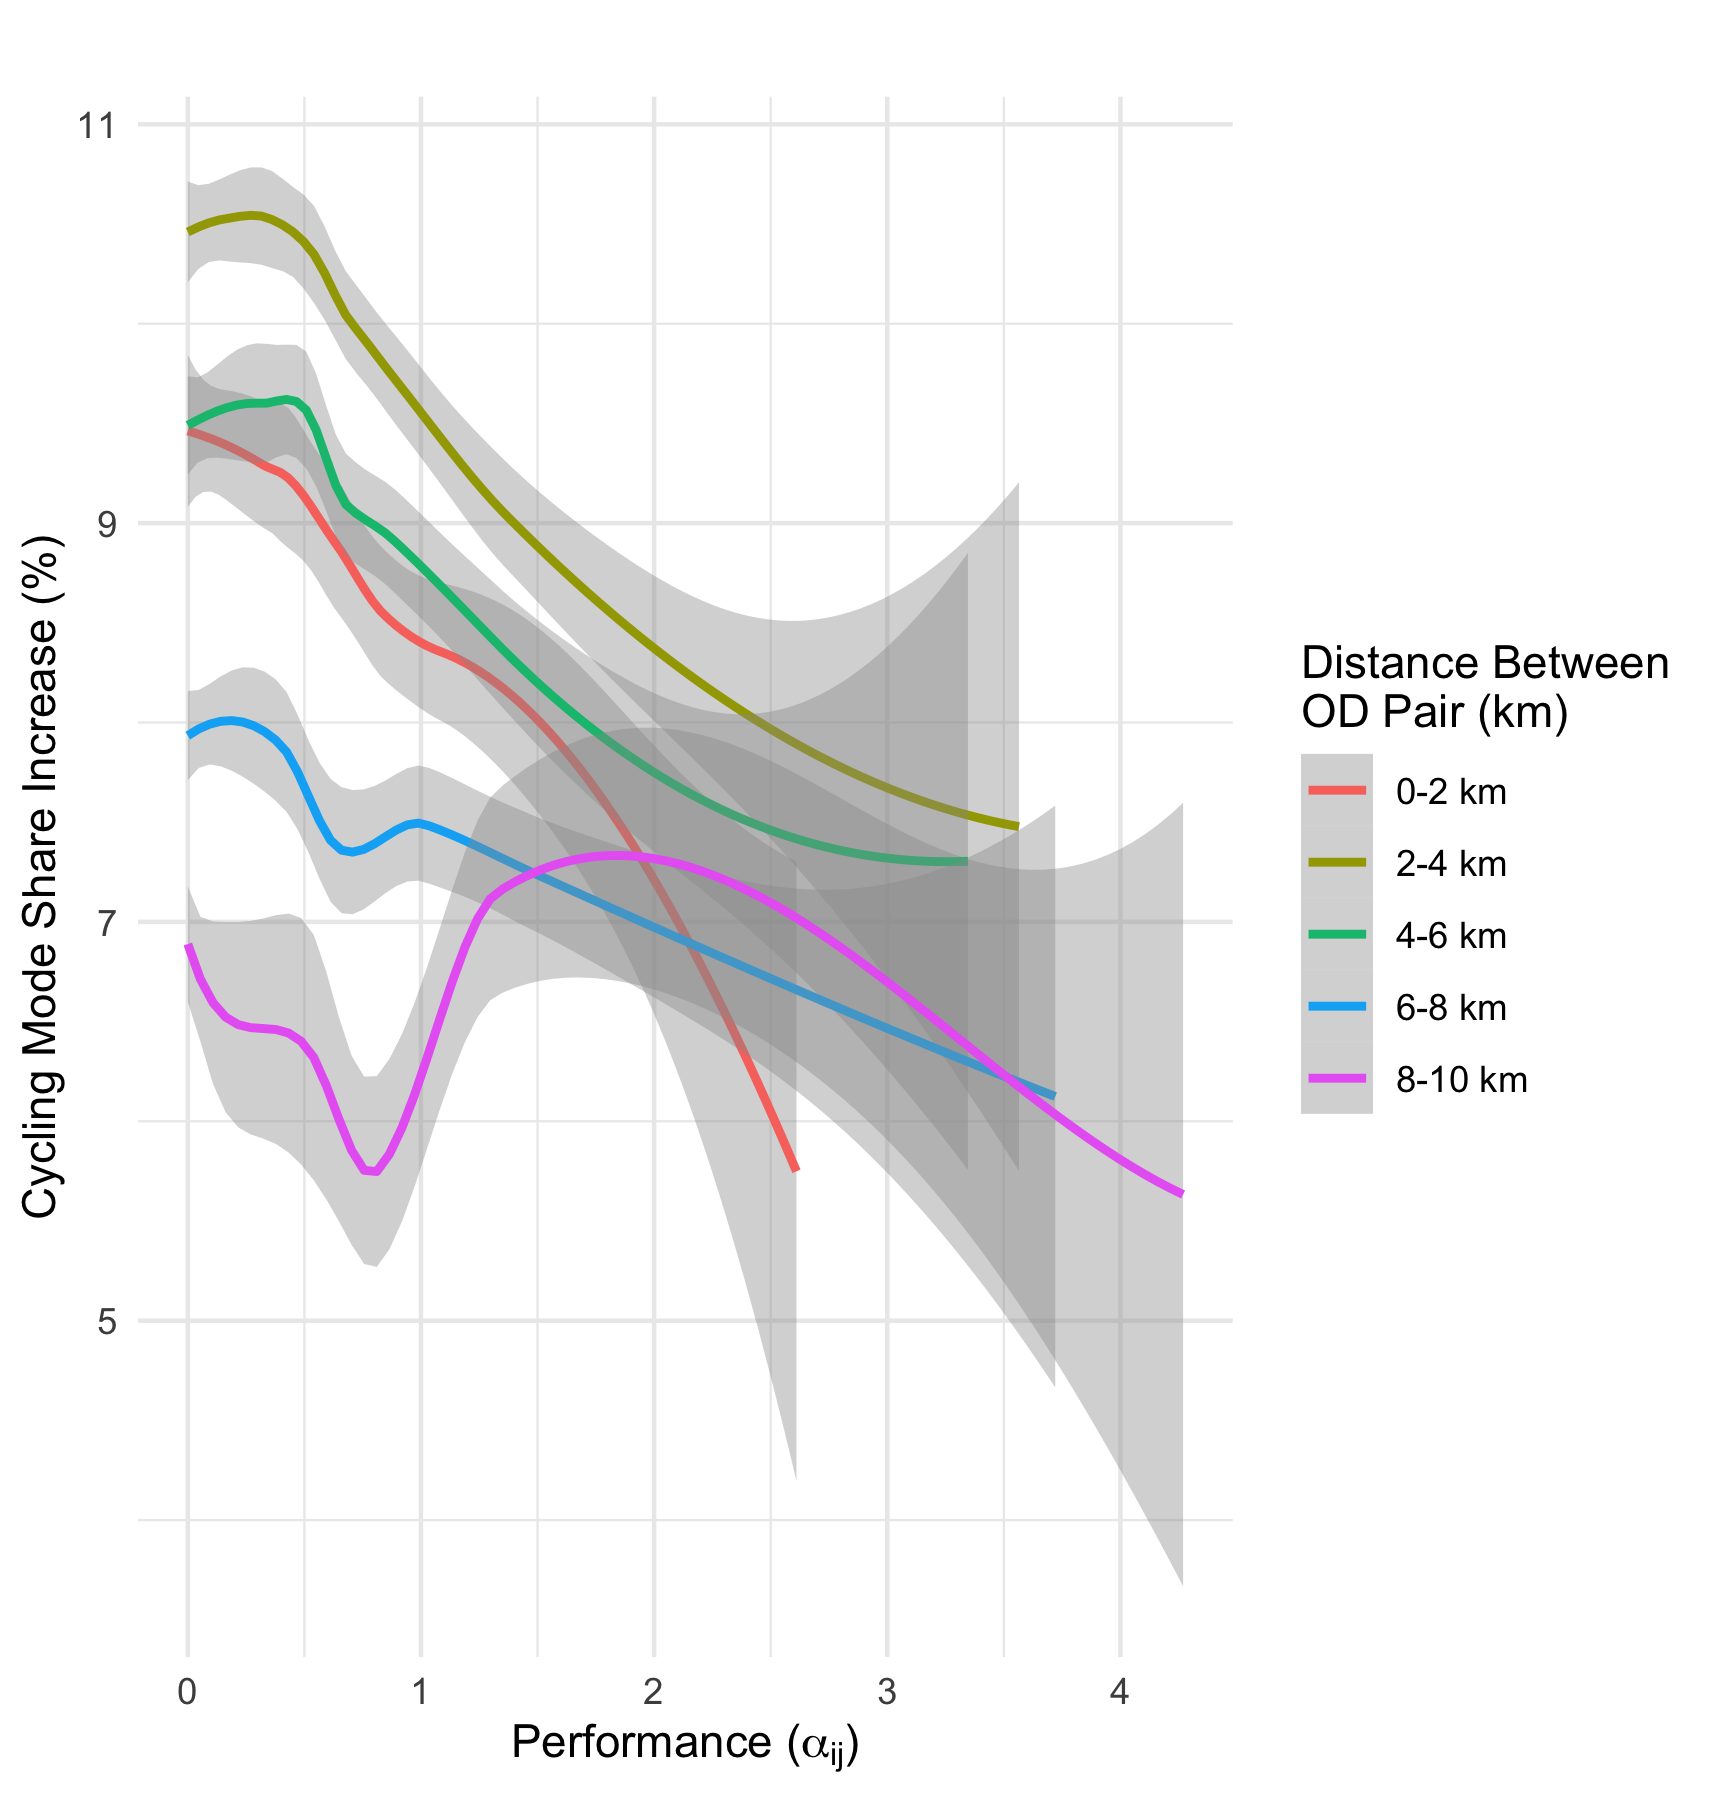 11
9
7
5
Cycling Mode Share Increase (%)
0 1 2 3 4
Performance (αij)
Distance Between
OD Pair (km)
0-2 km
2-4 km
4-6 km
6-8 km
8-10 km